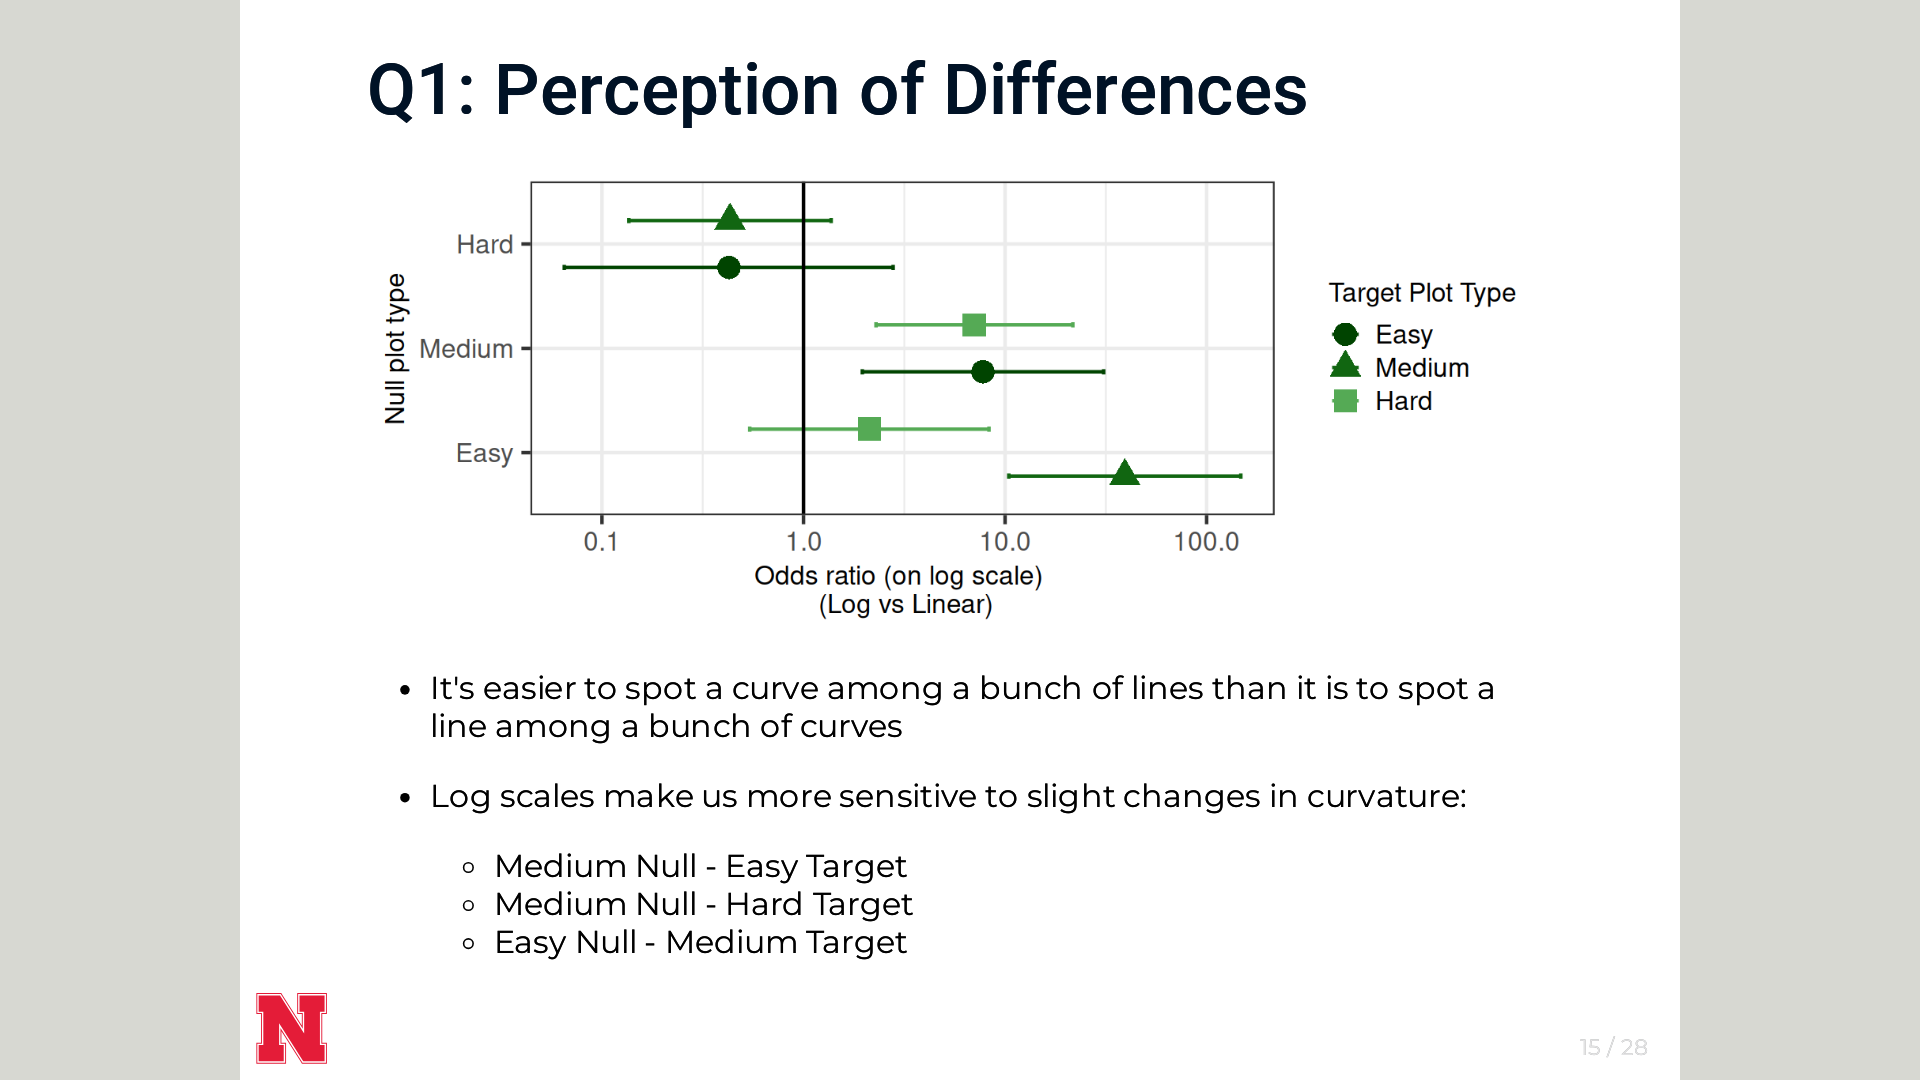 Q1: Perception of Differences
Null plot type
Hard
Medium
Easy
0.1
1.0
10.0
100.0
Odds ratio (on log scale)
(Log vs Linear)
Target Plot Type
Easy
Medium
Hard
• It's easier to spot a curve among a bunch of lines than it is to spot a
line among a bunch of curves
• Log scales make us more sensitive to slight changes in curvature:
◦ Medium Null - Easy Target
◦ Medium Null - Hard Target
◦ Easy Null - Medium Target
N
15 / 28